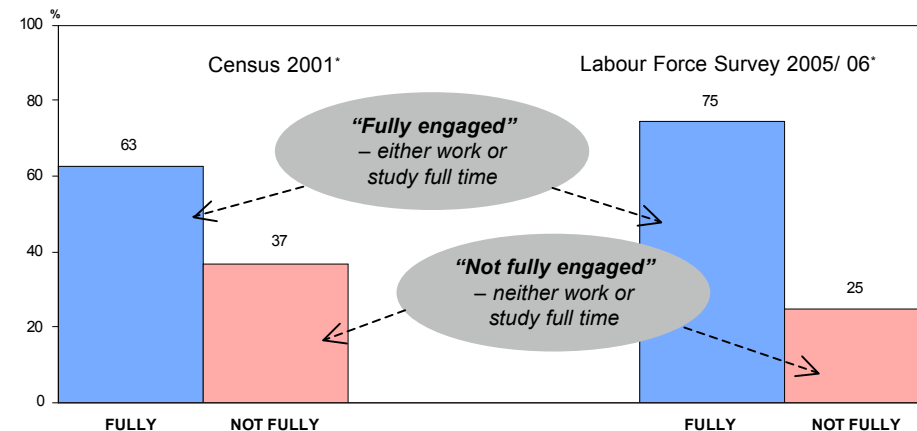 %
100
80
60
40
20
0
Census 2001*
Labour Force Survey 2005/ 06*
63
37
75
25
“Fully engaged”
– either work or
study full time
“Not fully engaged”
– neither work or
study full time
FULLY
NOT FULLY
FULLY
NOT FULLY